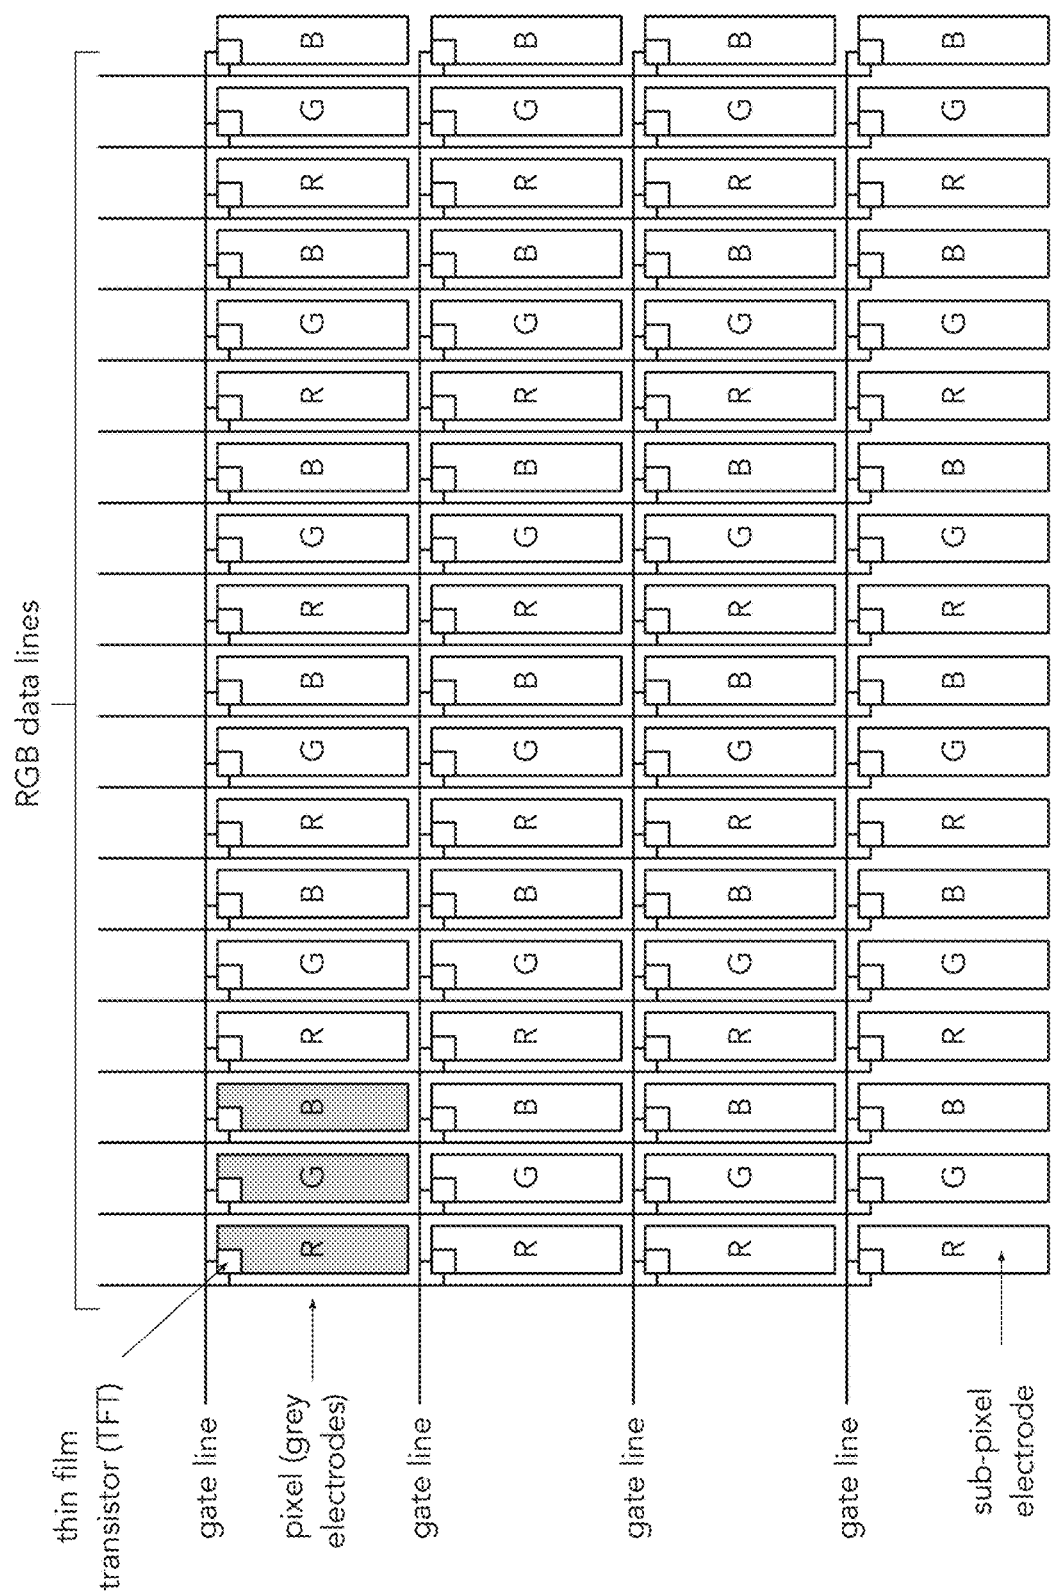 RGB data lines
thin film
transistor (TFT)
gate line
pixel (grey
electrodes)
R G B R G B R G B R G B R G B R G B
gate line
R G B R G B R G B R G B R G B R G B
gate line
R G B R G B R G B R G B R G B R G B
gate line
R G B R G B R G B R G B R G B R G B
sub-pixel
electrode